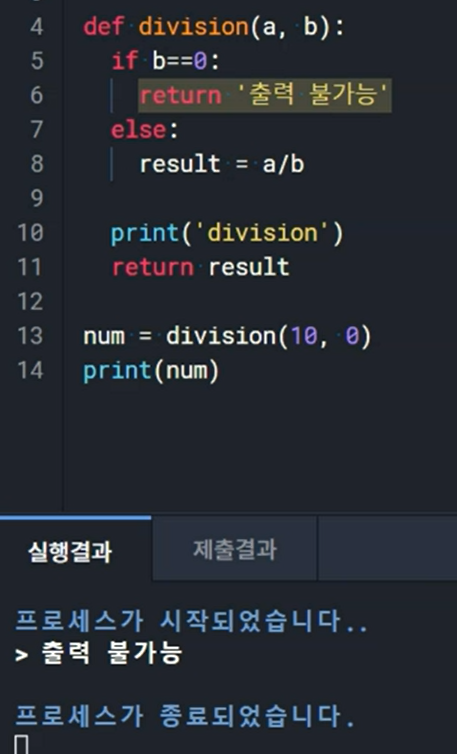 4 def division(a, b):
5 if b==0:
6 return '출력 불가능'
7 else:
8 result = a/b
9
10 print('division')
11 return result
12
13 num = division(10, 0)
14 print(num)
실행결과 제출결과
프로세스가 시작되었습니다..
> 출력 불가능
프로세스가 종료되었습니다.